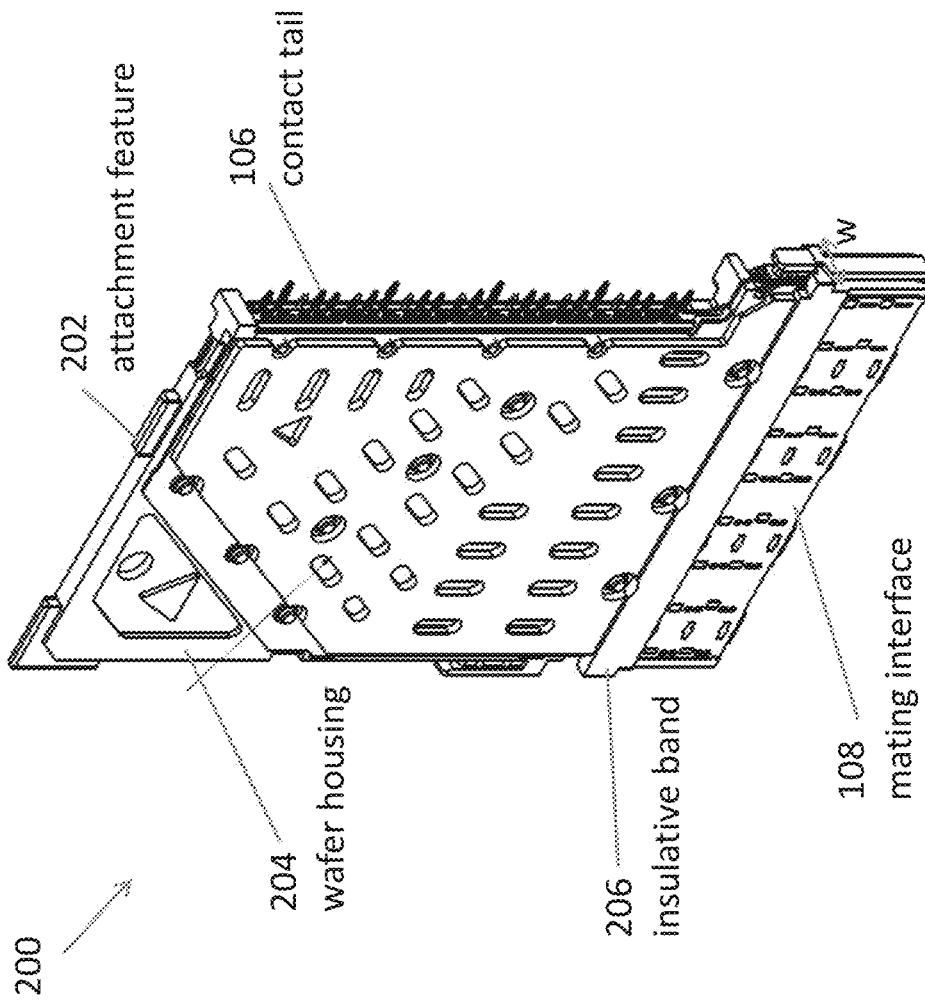 200
202
attachment feature
106
contact tail
204
wafer housing
206
insulative band
108
mating interface
W